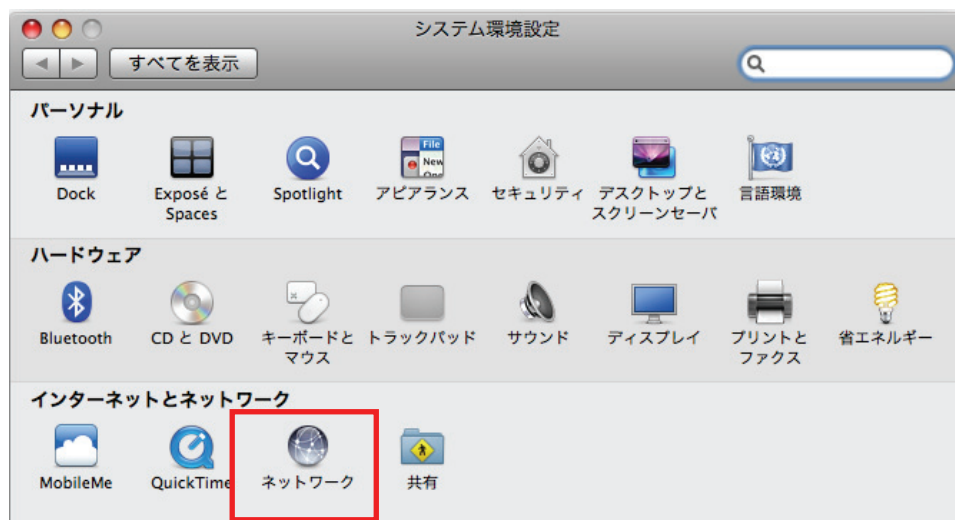 システム環境設定
すべてを表示
パーソナル
Dock
Exposé と
Spaces
Spotlight
File
New
アピアランス
セキュリティ
デスクトップと
スクリーンセーバ
言語環境
ハードウェア
Bluetooth
CD と DVD
キーボードと
マウス
トラックパッド
サウンド
ディスプレイ
プリントと
ファクス
省エネルギー
インターネットとネットワーク
MobileMe
QuickTime
ネットワーク
共有